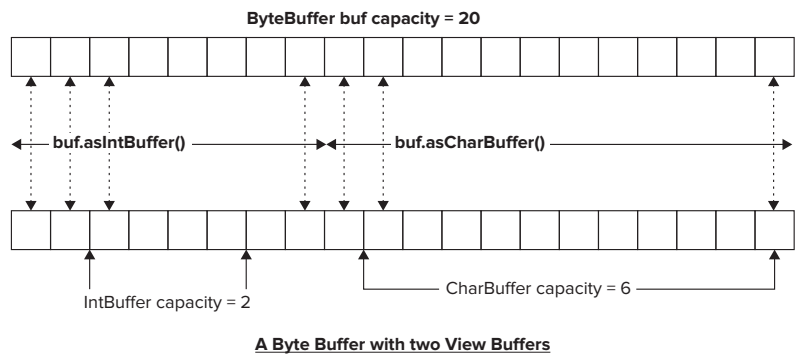 ByteBuffer buf capacity = 20
buf.asIntBuffer() buf.asCharBuffer()
IntBuffer capacity = 2 CharBuffer capacity = 6
A Byte Buffer with two View Buffers